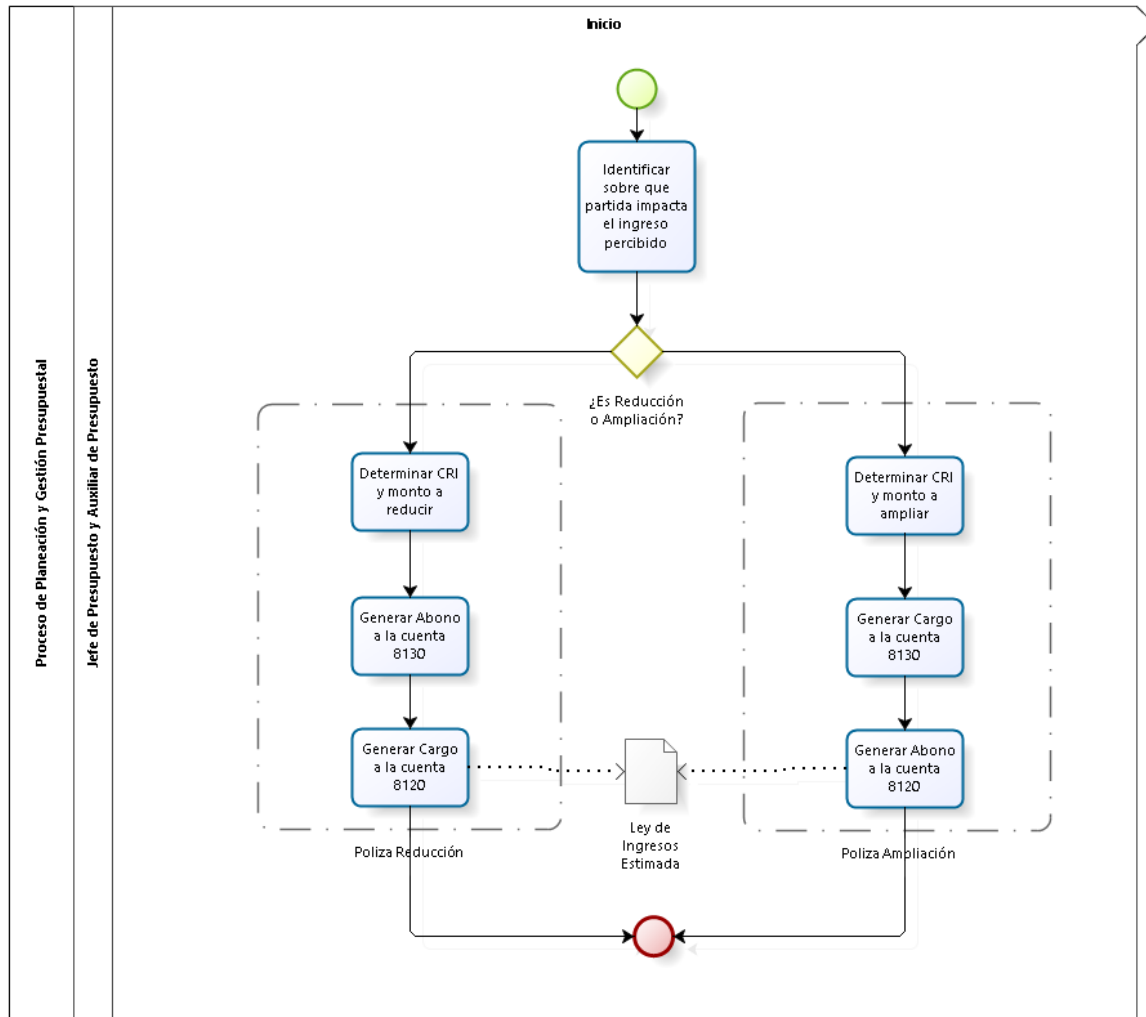 Inicio
Proceso de Planeación y Gestión Presupuestal
Jefe de Presupuesto y Auxiliar de Presupuesto
Identificar
sobre que
partida impacta
el ingreso
percibido
¿Es Reducción
o Ampliación?
Determinar CRI
y monto a
reducir
Generar Abono
a la cuenta
8130
Generar Cargo
a la cuenta
8120
Poliza Reducción
Determinar CRI
y monto a
ampliar
Generar Cargo
a la cuenta
8130
Generar Abono
a la cuenta
8120
Poliza Ampliación
Ley de
Ingresos
Estimada